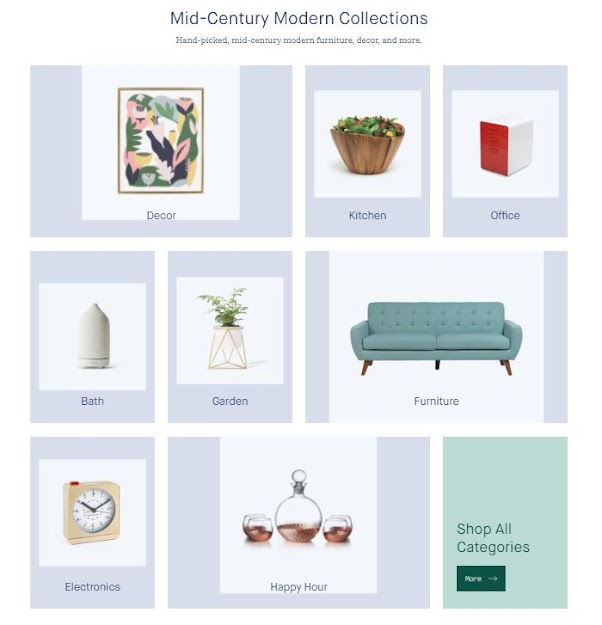 Mid-Century Modern Collections
Hand-picked, mid-century modern furniture, decor, and more.
Decor
Kitchen
Office
Bath
Garden
Furniture
Electronics
Happy Hour
Shop All
Categories
More →